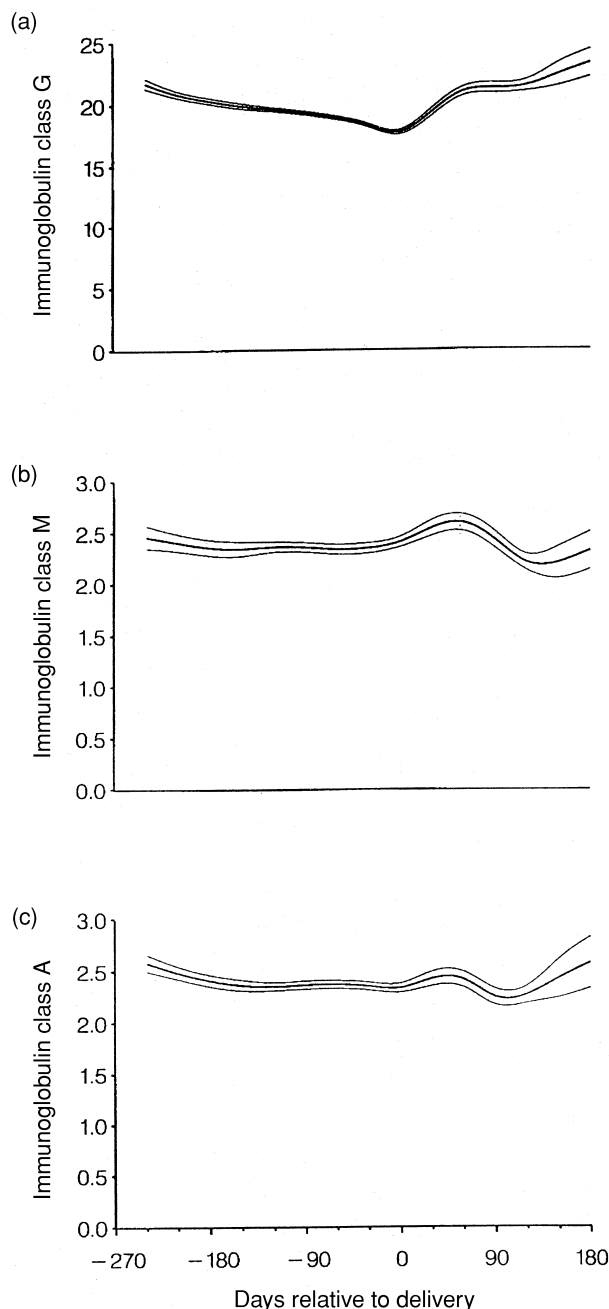 (a)
Immunoglobulin class G
25
20
15
10
5
0
(b)
Immunoglobulin class M
3.0
2.5
2.0
1.5
1.0
0.5
0.0
(c)
Immunoglobulin class A
3.0
2.5
2.0
1.5
1.0
0.5
0.0
−270 −180 −90 0 90 180
Days relative to delivery